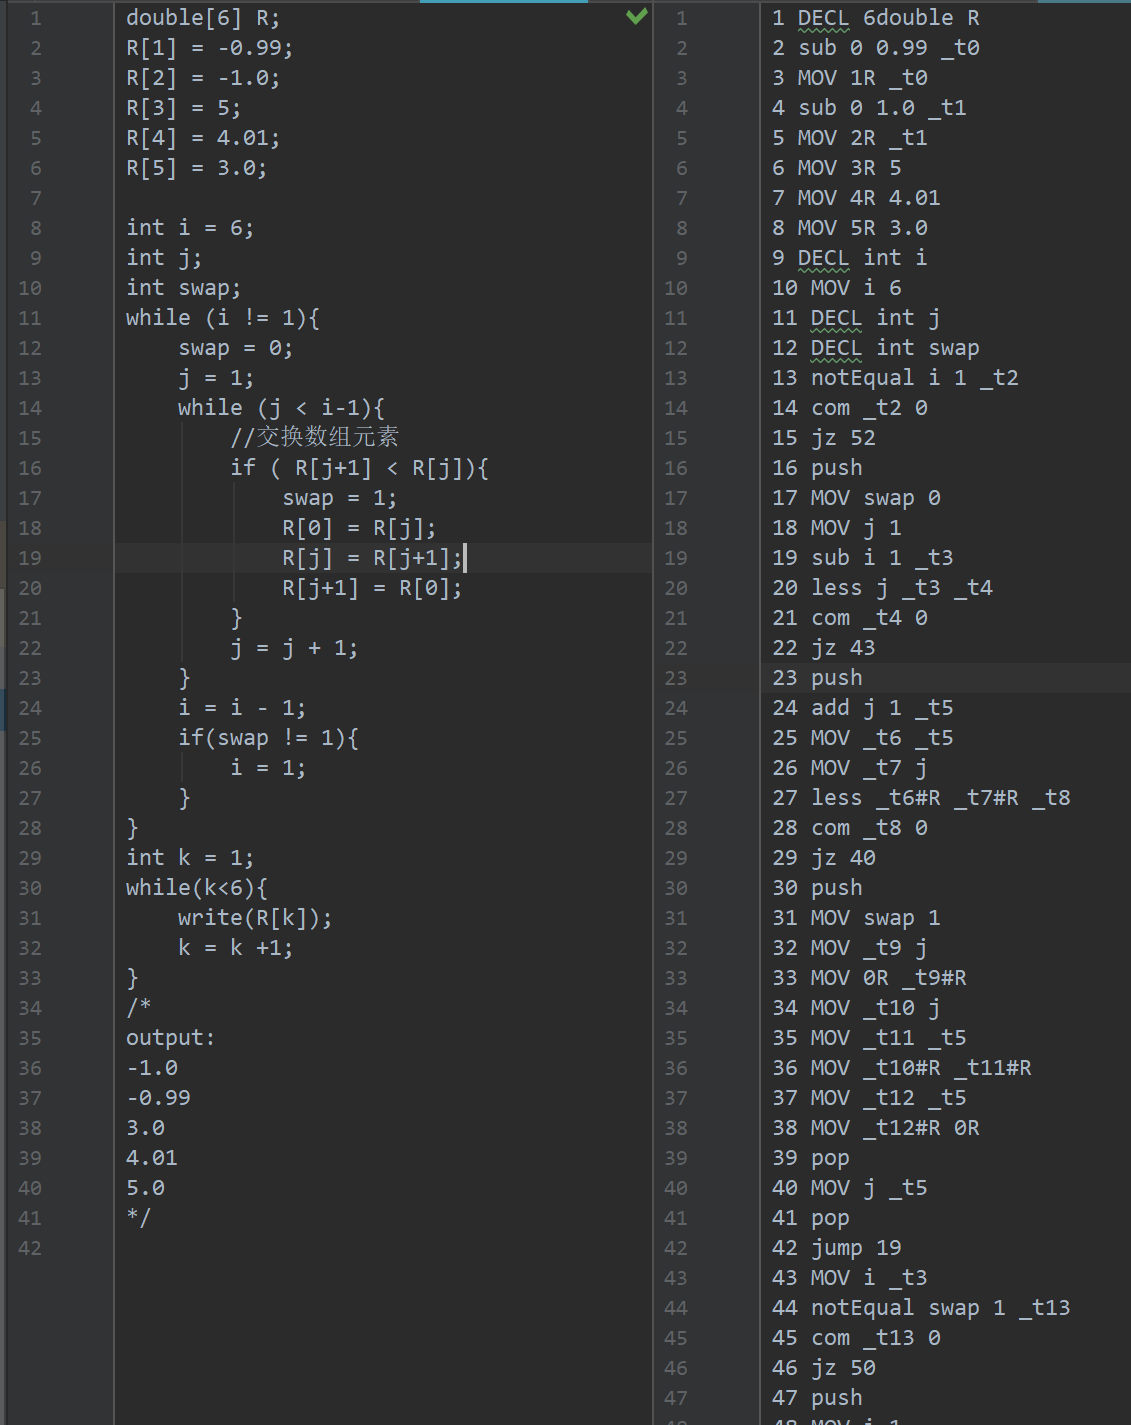 1 double[6] R;
2 R[1] = -0.99;
3 R[2] = -1.0;
4 R[3] = 5;
5 R[4] = 4.01;
6 R[5] = 3.0;
7
8 int i = 6;
9 int j;
10 int swap;
11 while (i != 1){
12     swap = 0;
13     j = 1;
14     while (j < i-1){
15         //交换数组元素
16         if ( R[j+1] < R[j]){
17             swap = 1;
18             R[0] = R[j];
19             R[j] = R[j+1];
20             R[j+1] = R[0];
21         }
22         j = j + 1;
23     }
24     i = i - 1;
25     if(swap != 1){
26         i = 1;
27     }
28 }
29 int k = 1;
30 while(k<6){
31     write(R[k]);
32     k = k +1;
33 }
34 /*
35 output:
36 -1.0
37 -0.99
38 3.0
39 4.01
40 5.0
41 */
42
1 1 DECL 6double R
2 2 sub 0 0.99 _t0
3 3 MOV 1R _t0
4 4 sub 0 1.0 _t1
5 5 MOV 2R _t1
6 6 MOV 3R 5
7 7 MOV 4R 4.01
8 8 MOV 5R 3.0
9 9 DECL int i
10 10 MOV i 6
11 11 DECL int j
12 12 DECL int swap
13 13 notEqual i 1 _t2
14 14 com _t2 0
15 15 jz 52
16 16 push
17 17 MOV swap 0
18 18 MOV j 1
19 19 sub i 1 _t3
20 20 less j _t3 _t4
21 21 com _t4 0
22 22 jz 43
23 23 push
24 24 add j 1 _t5
25 25 MOV _t6 _t5
26 26 MOV _t7 j
27 27 less _t6#R _t7#R _t8
28 28 com _t8 0
29 29 jz 40
30 30 push
31 31 MOV swap 1
32 32 MOV _t9 j
33 33 MOV 0R _t9#R
34 34 MOV _t10 j
35 35 MOV _t11 _t5
36 36 MOV _t10#R _t11#R
37 37 MOV _t12 _t5
38 38 MOV _t12#R 0R
39 39 pop
40 40 MOV j _t5
41 41 pop
42 42 jump 19
43 43 MOV i _t3
44 44 notEqual swap 1 _t13
45 45 com _t13 0
46 46 jz 50
47 47 push